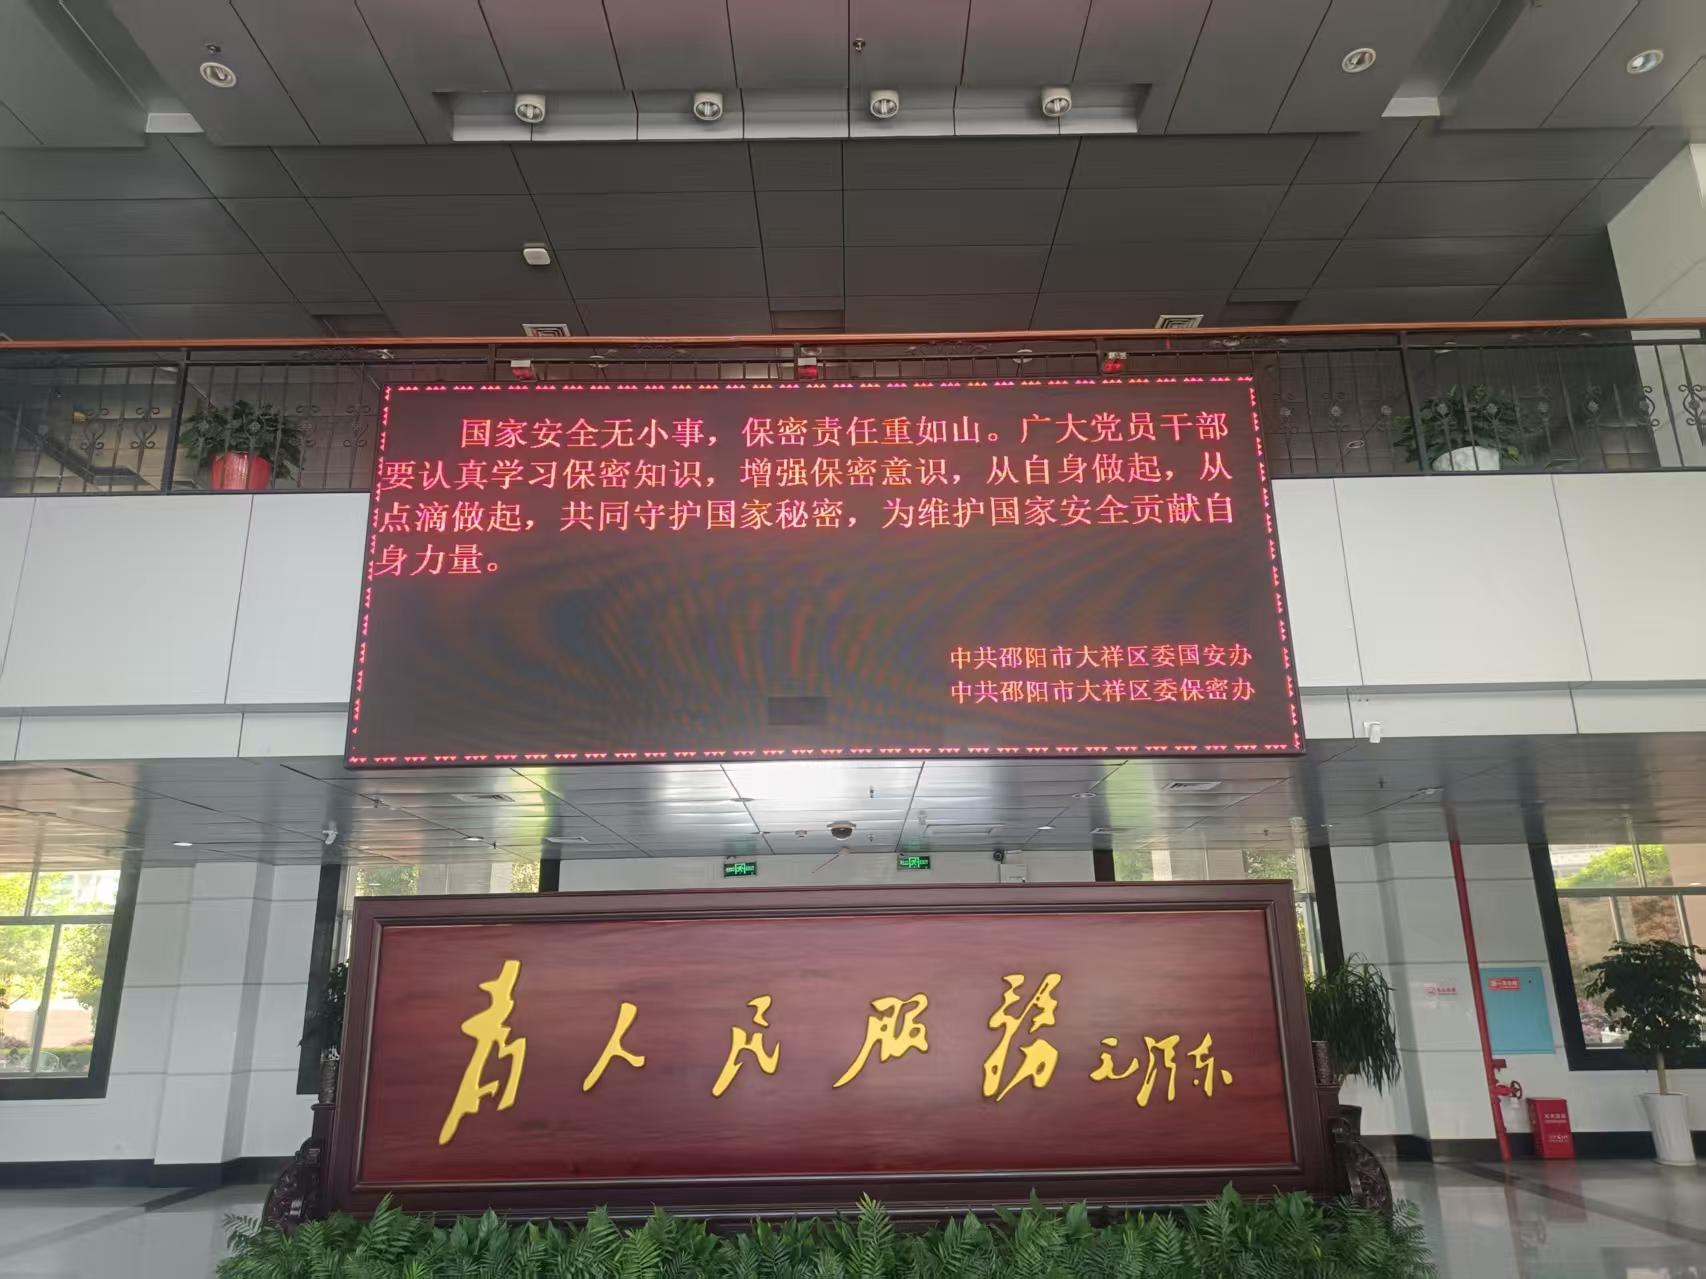 国家安全无小事，保密责任重如山。广大党员干部
要认真学习保密知识，增强保密意识，从自身做起，从
点滴做起，共同守护国家秘密，为维护国家安全贡献自
身力量。
中共邵阳市大祥区委国安办
中共邵阳市大祥区委保密办
为人民服务 毛泽东